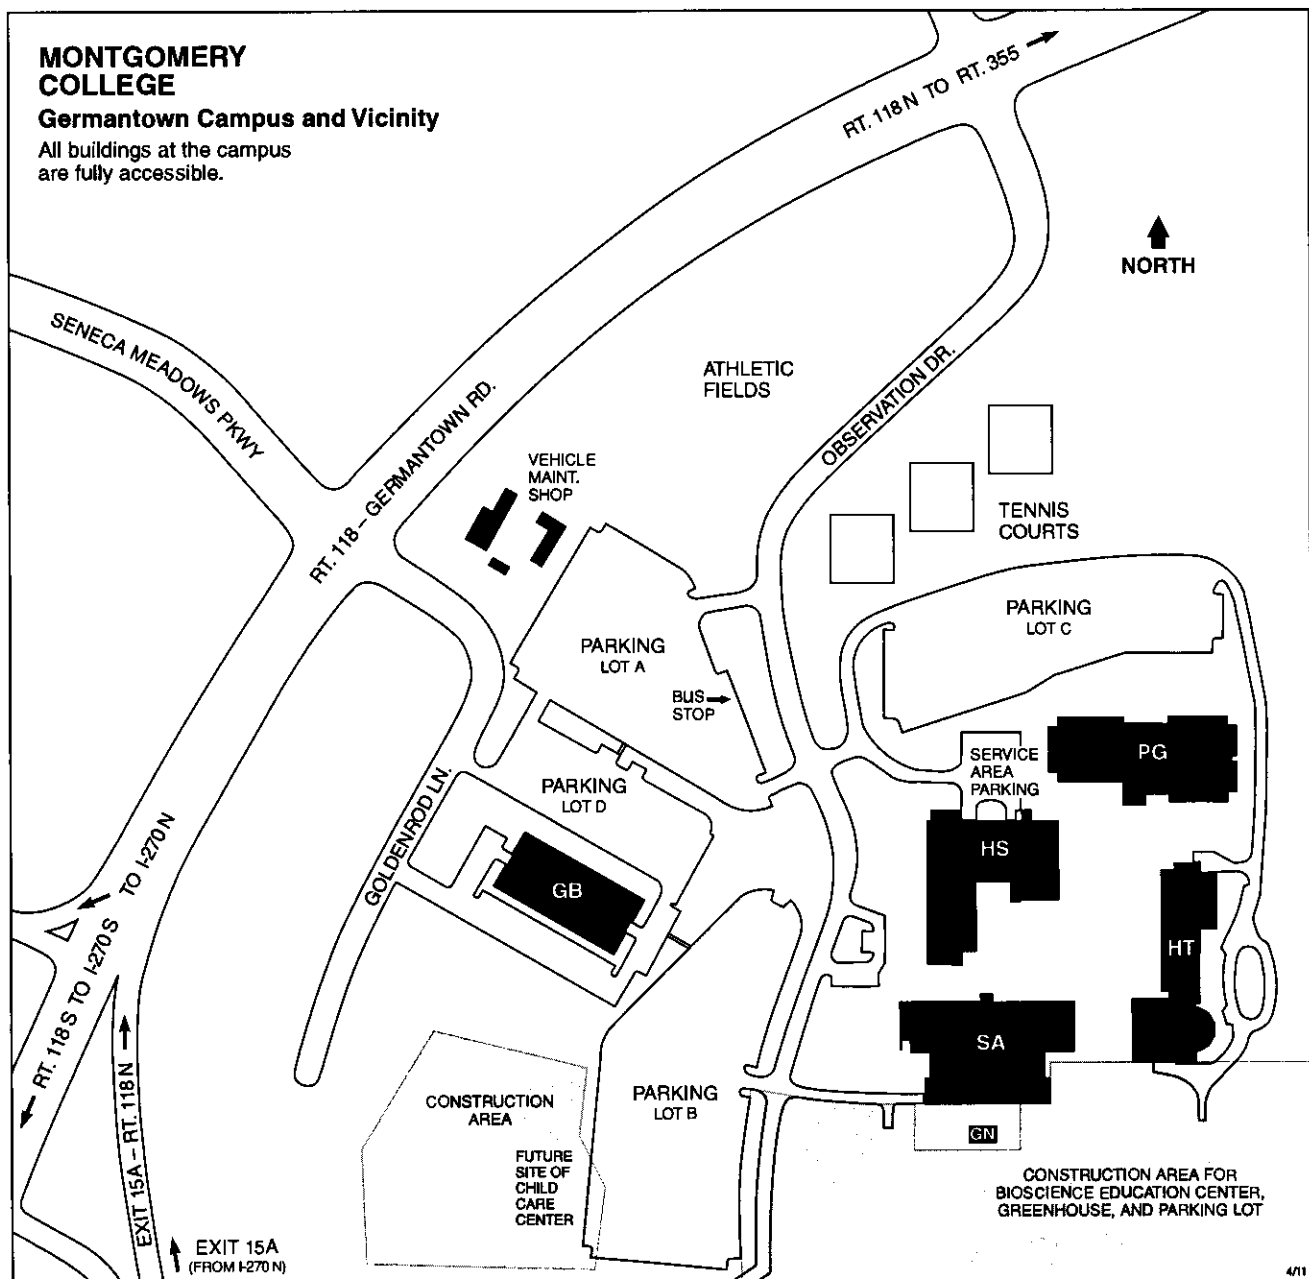 MONTGOMERY
COLLEGE
Germantown Campus and Vicinity
All buildings at the campus
are fully accessible.
RT. 118 N TO RT. 355
NORTH
SENECA MEADOWS PKWY
ATHLETIC
FIELDS
OBSERVATION DR.
RT. 118 – GERMANTOWN RD.
VEHICLE
MAINT.
SHOP
TENNIS
COURTS
PARKING
LOT C
PARKING
LOT A
BUS
STOP
SERVICE
AREA
PARKING
PG
PARKING
LOT D
GOLDENROD LN.
TO I-270 N
HS
GB
HT
RT. 118 S TO I-270 S
SA
EXIT 15A – RT. 118 N
CONSTRUCTION
AREA
PARKING
LOT B
GN
FUTURE
SITE OF
CHILD
CARE
CENTER
CONSTRUCTION AREA FOR
BIOSCIENCE EDUCATION CENTER,
GREENHOUSE, AND PARKING LOT
EXIT 15A
(FROM I-270 N)
4/11